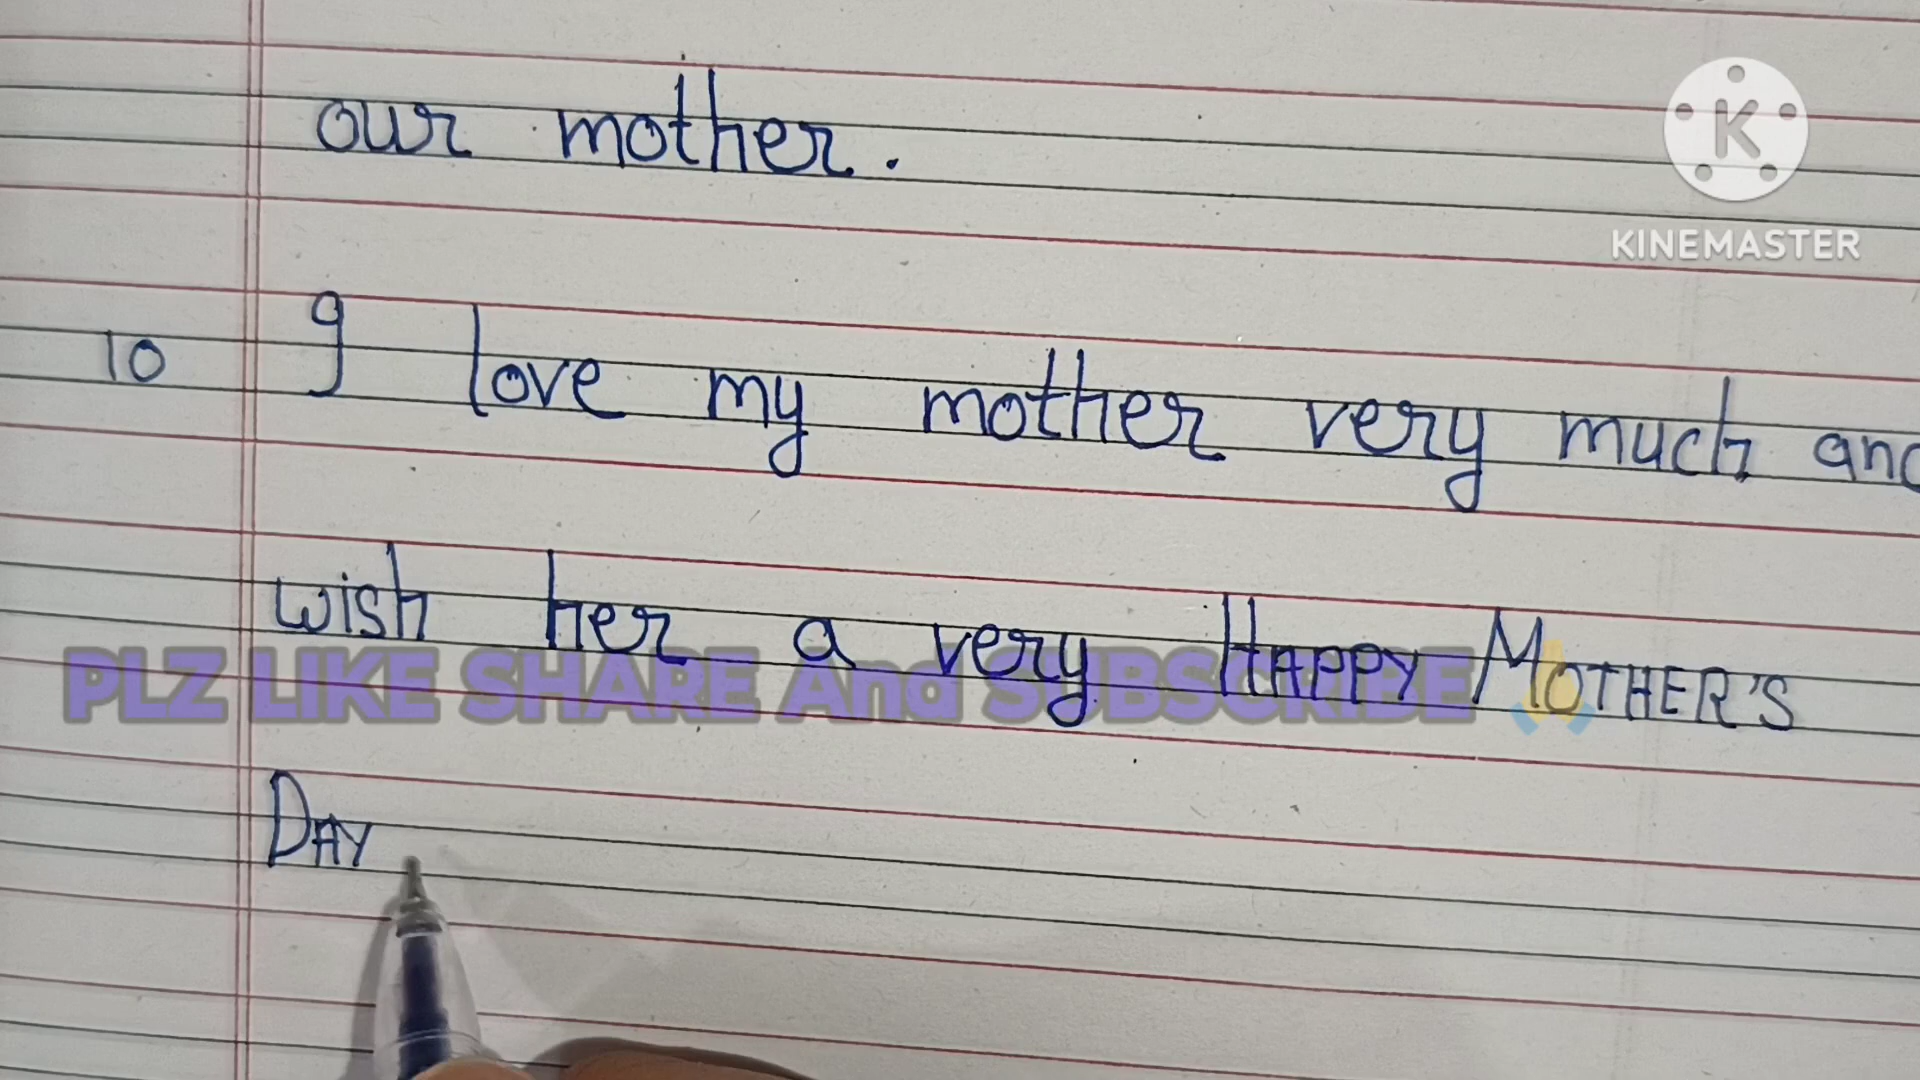 our mother.
KINEMASTER
10 I love my mother very much and
wish her a very HAPPY MOTHER'S
PLZ LIKE SHARE And SUBSCRIBE 🙏
DAY